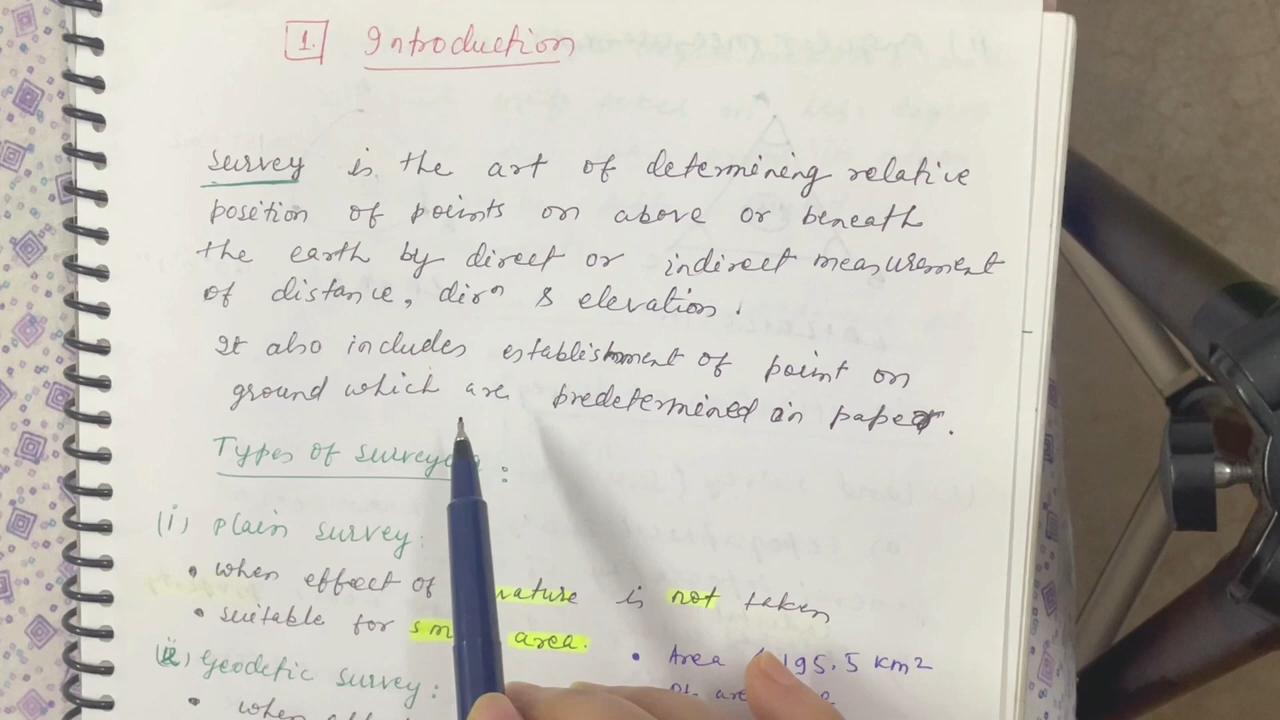 1. Introduction
survey is the art of determining relative
position of points on above or beneath
the earth by direct or indirect measurement
of distance, dirⁿ & elevation.
It also includes establishment of point on
ground which are predetermined in paper.
Types of survey :
(i) plain survey:
• when effect of nature is not taken
• suitable for area.
• Area 195.5 km2
(ii) Geodetic survey:
• when